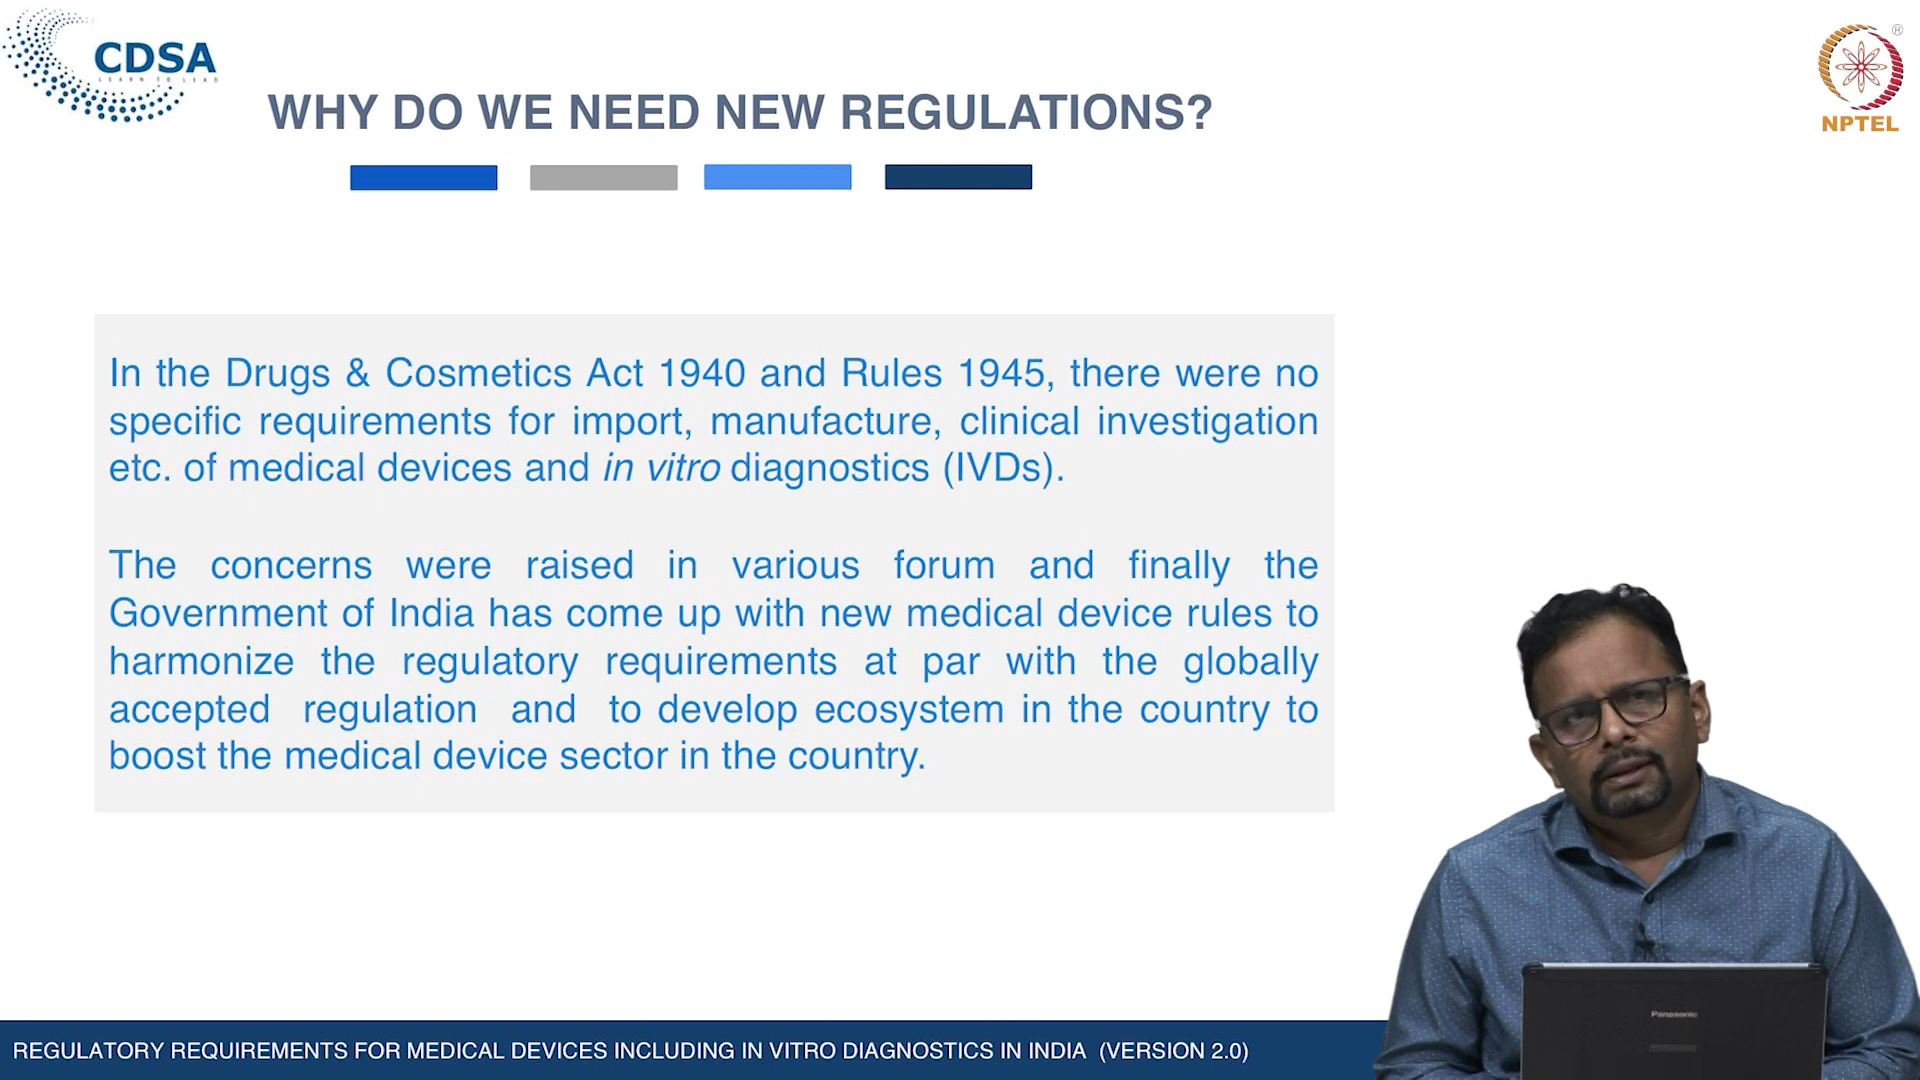 CDSA
LEARN TO LEAD
®
NPTEL
WHY DO WE NEED NEW REGULATIONS?
In the Drugs & Cosmetics Act 1940 and Rules 1945, there were no
specific requirements for import, manufacture, clinical investigation
etc. of medical devices and in vitro diagnostics (IVDs).
The concerns were raised in various forum and finally the
Government of India has come up with new medical device rules to
harmonize the regulatory requirements at par with the globally
accepted regulation and to develop ecosystem in the country to
boost the medical device sector in the country.
Panasonic
REGULATORY REQUIREMENTS FOR MEDICAL DEVICES INCLUDING IN VITRO DIAGNOSTICS IN INDIA (VERSION 2.0)